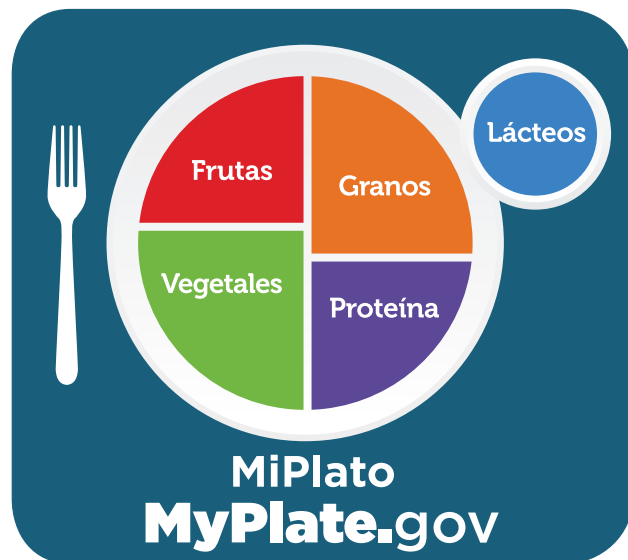 Frutas
Granos
Lácteos
Vegetales
Proteína
MiPlato
MyPlate.gov